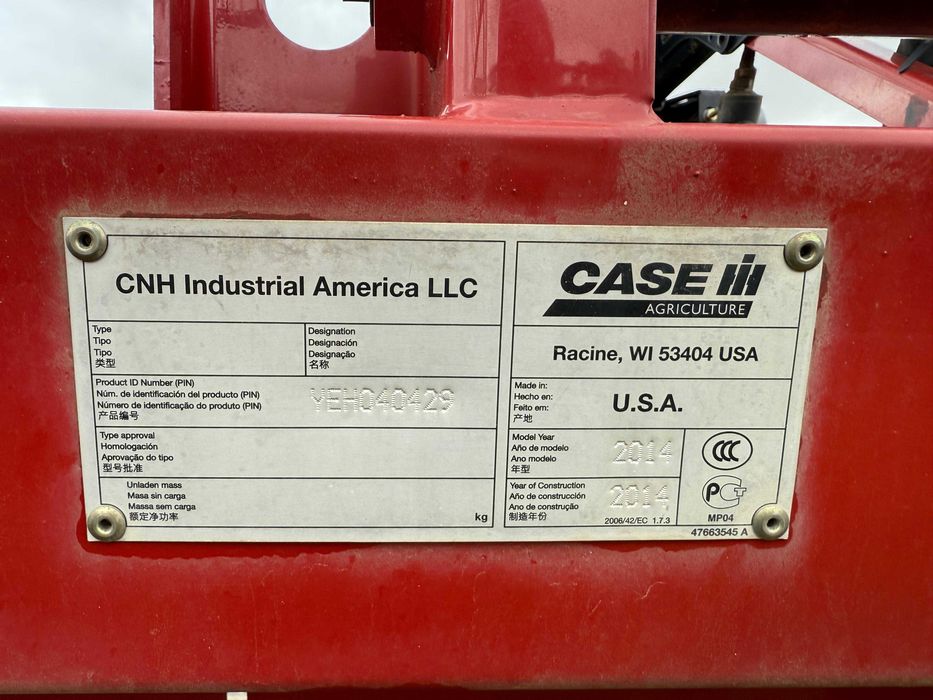 CNH Industrial America LLC
Type
Tipo
Tipo
类型
Designation
Designación
Designação
名称
Product ID Number (PIN)
Núm. de identificación del producto (PIN)
Número de identificação do produto (PIN)
产品编号
YEH040429
Type approval
Homologación
Aprovação do tipo
型号批准
Unladen mass
Masa sin carga
Massa sem carga
额定净功率
kg
CASE IH
AGRICULTURE
Racine, WI 53404 USA
Made in:
Hecho en:
Feito em:
产地
U.S.A.
Model Year
Año de modelo
Ano modelo
年型
2014
Year of Construction
Año de construcción
Ano de construção
制造年份
2014
2006/42/EC 1.7.3
CCC
PCT
MP04
47663545 A